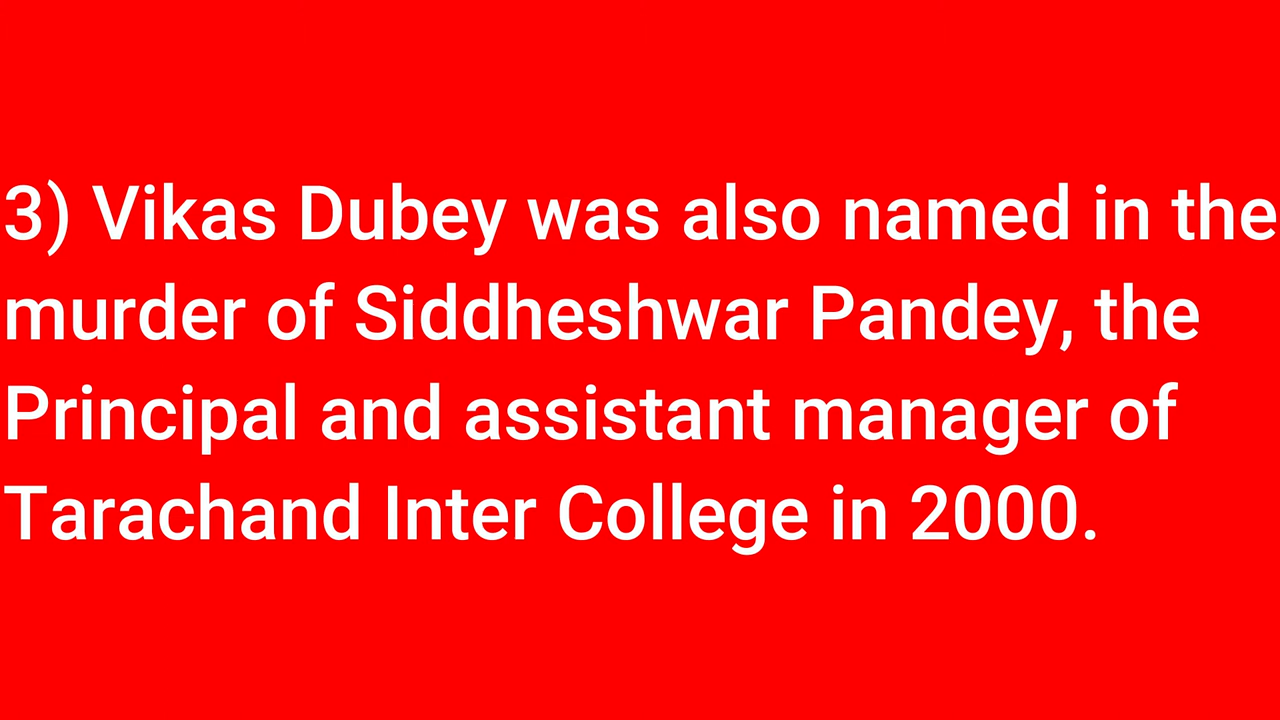 3) Vikas Dubey was also named in the
murder of Siddheshwar Pandey, the
Principal and assistant manager of
Tarachand Inter College in 2000.